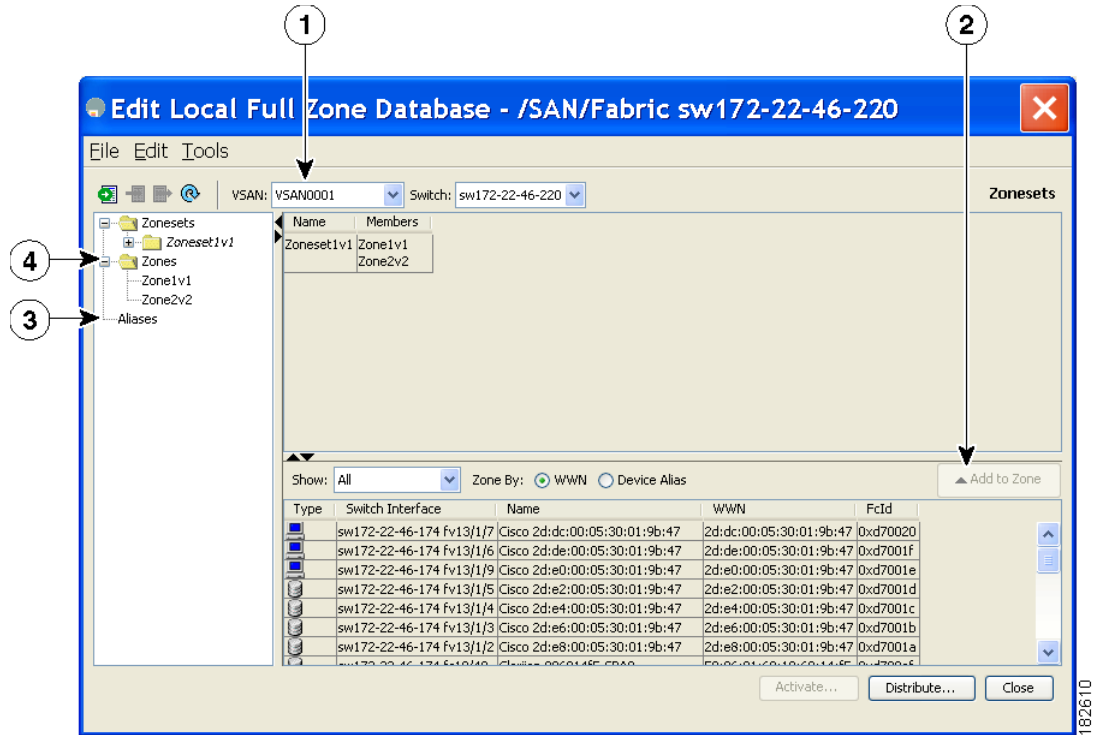 1
2
Edit Local Full Zone Database - /SAN/Fabric sw172-22-46-220
File Edit Tools
VSAN: VSAN0001 Switch: sw172-22-46-220 Zonesets
Zonesets
Zoneset1v1
4
Zones
Zone1v1
Zone2v2
3
Aliases
Name Members
Zoneset1v1 Zone1v1
Zone2v2
Show: All Zone By: WWN Device Alias Add to Zone
Type Switch Interface Name WWN FcId
sw172-22-46-174 fv13/1/7 Cisco 2d:dc:00:05:30:01:9b:47 2d:dc:00:05:30:01:9b:47 0xd70020
sw172-22-46-174 fv13/1/6 Cisco 2d:de:00:05:30:01:9b:47 2d:de:00:05:30:01:9b:47 0xd7001f
sw172-22-46-174 fv13/1/9 Cisco 2d:e0:00:05:30:01:9b:47 2d:e0:00:05:30:01:9b:47 0xd7001e
sw172-22-46-174 fv13/1/5 Cisco 2d:e2:00:05:30:01:9b:47 2d:e2:00:05:30:01:9b:47 0xd7001d
sw172-22-46-174 fv13/1/4 Cisco 2d:e4:00:05:30:01:9b:47 2d:e4:00:05:30:01:9b:47 0xd7001c
sw172-22-46-174 fv13/1/3 Cisco 2d:e6:00:05:30:01:9b:47 2d:e6:00:05:30:01:9b:47 0xd7001b
sw172-22-46-174 fv13/1/2 Cisco 2d:e8:00:05:30:01:9b:47 2d:e8:00:05:30:01:9b:47 0xd7001a
Activate... Distribute... Close
182610